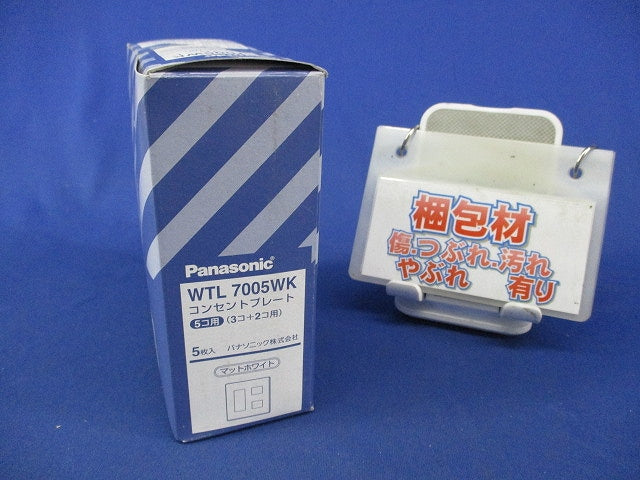 Panasonic
WTL 7005WK
コンセントプレート
5コ用 (3コ+2コ用)
5枚入 パナソニック株式会社
マットホワイト
梱包材
傷.つぶれ.汚れ
やぶれ 有り